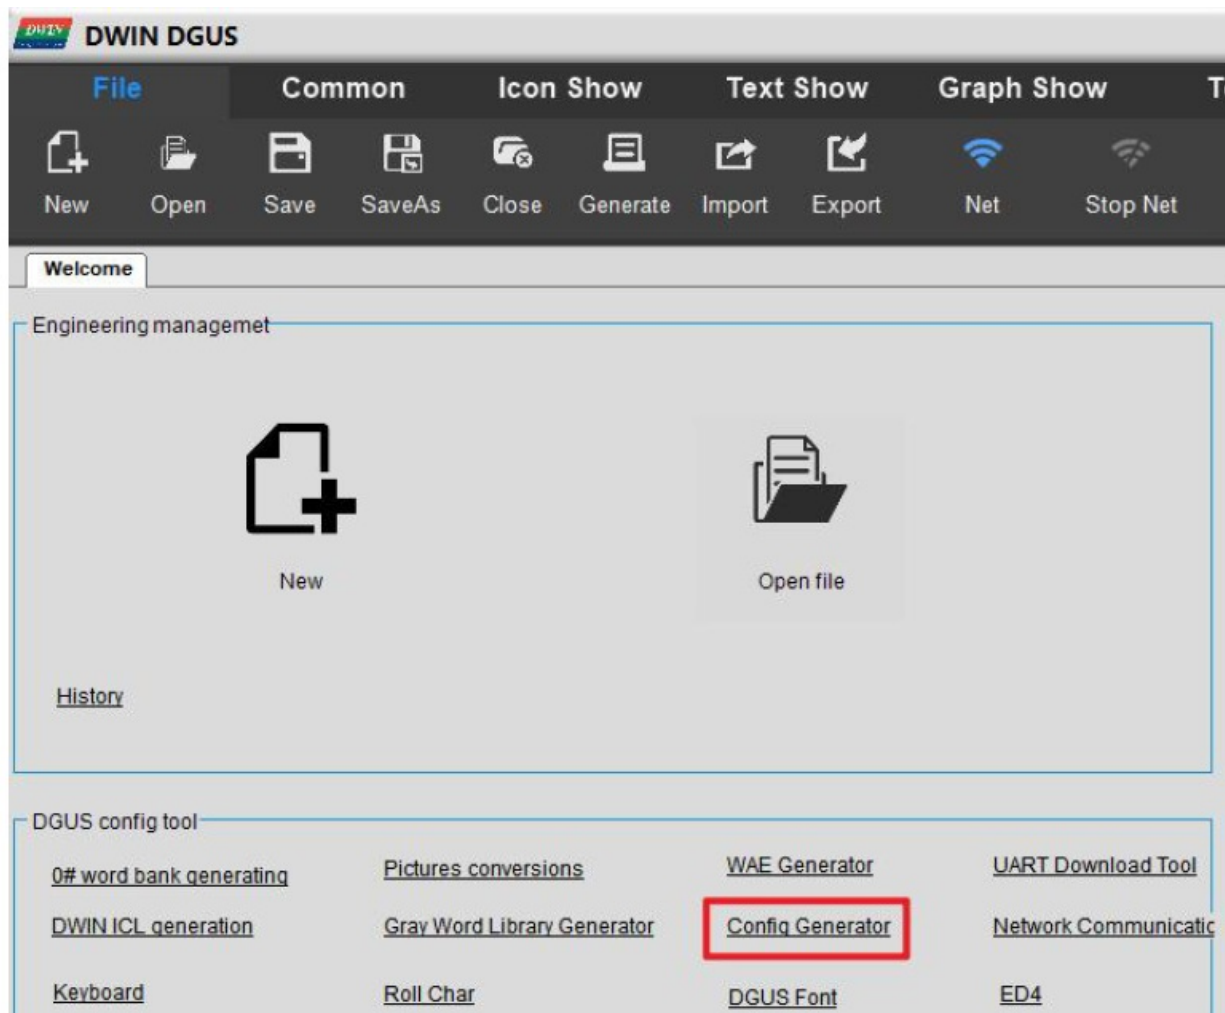 DWIN DWIN DGUS
File Common Icon Show Text Show Graph Show
New Open Save SaveAs Close Generate Import Export Net Stop Net
Welcome
Engineering managemet
New Open file
History
DGUS config tool
0# word bank generating Pictures conversions WAE Generator UART Download Tool
DWIN ICL generation Gray Word Library Generator Config Generator Network Communicatic
Keyboard Roll Char DGUS Font ED4